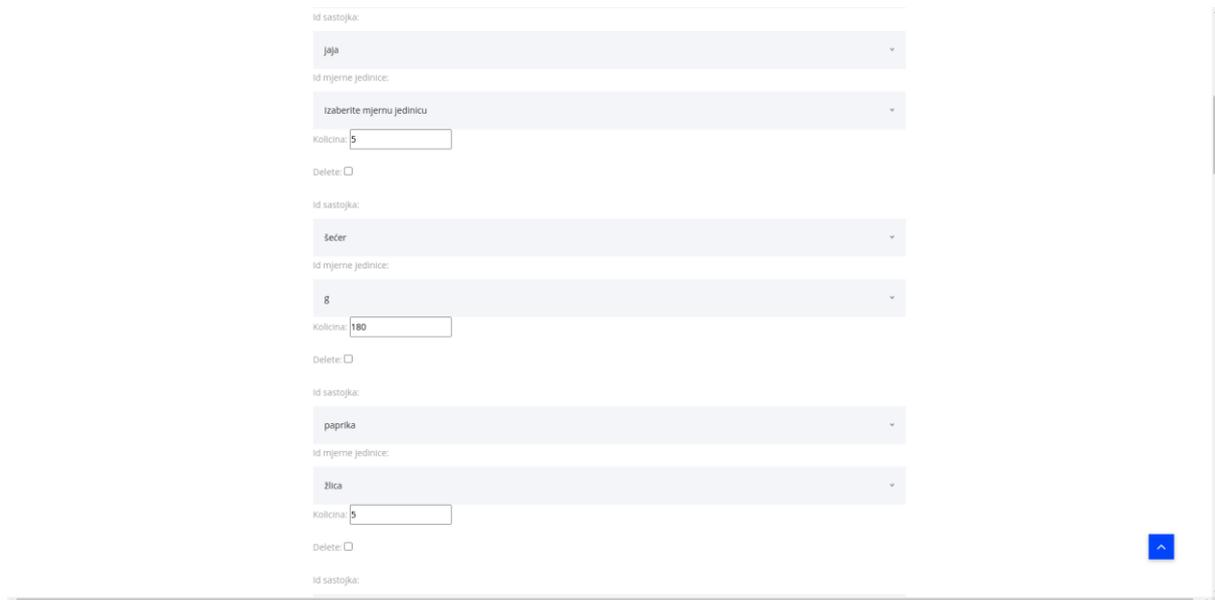 Id sastojka:
jaja
Id mjerne jedinice:
Izaberite mjernu jedinicu
Kolicina: 5
Delete:
Id sastojka:
šećer
Id mjerne jedinice:
g
Kolicina: 180
Delete:
Id sastojka:
paprika
Id mjerne jedinice:
žlica
Kolicina: 5
Delete:
Id sastojka: